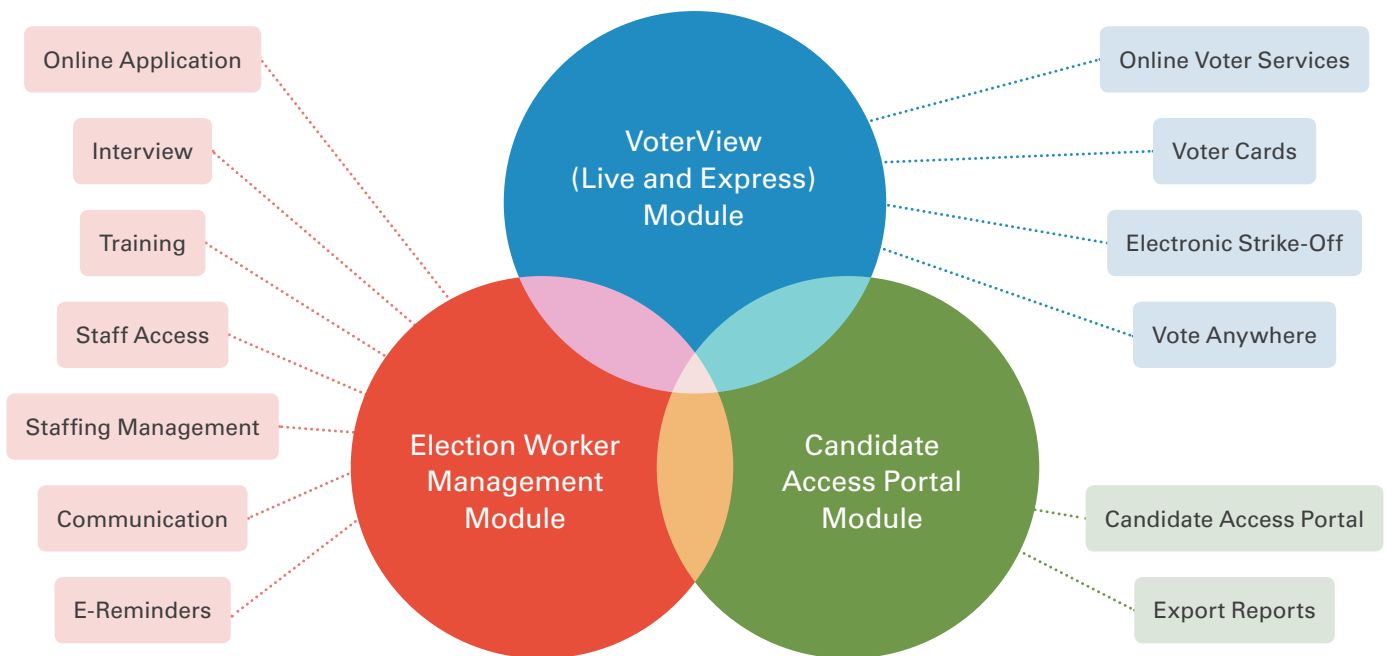 Online Application
Interview
Training
Staff Access
Staffing Management
Communication
E-Reminders
VoterView
(Live and Express)
Module
Election Worker
Management
Module
Candidate
Access Portal
Module
Online Voter Services
Voter Cards
Electronic Strike-Off
Vote Anywhere
Candidate Access Portal
Export Reports